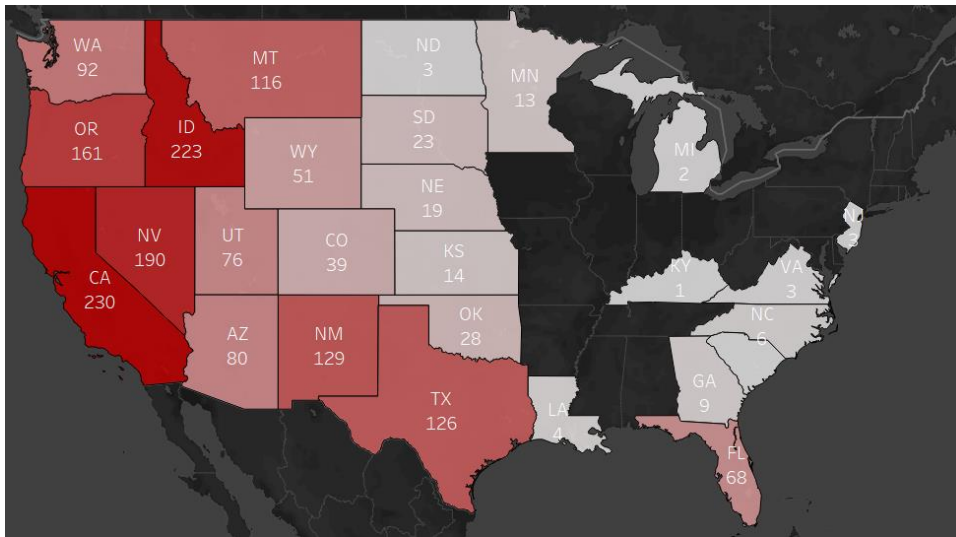 WA
92
MT
116
ND
3
MN
13
OR
161
ID
223
SD
23
WY
51
MI
2
NE
19
NV
190
UT
76
CO
39
KS
14
NJ
3
CA
230
KY
1
VA
3
AZ
80
NM
129
OK
28
NC
6
TX
126
GA
9
LA
4
FL
68